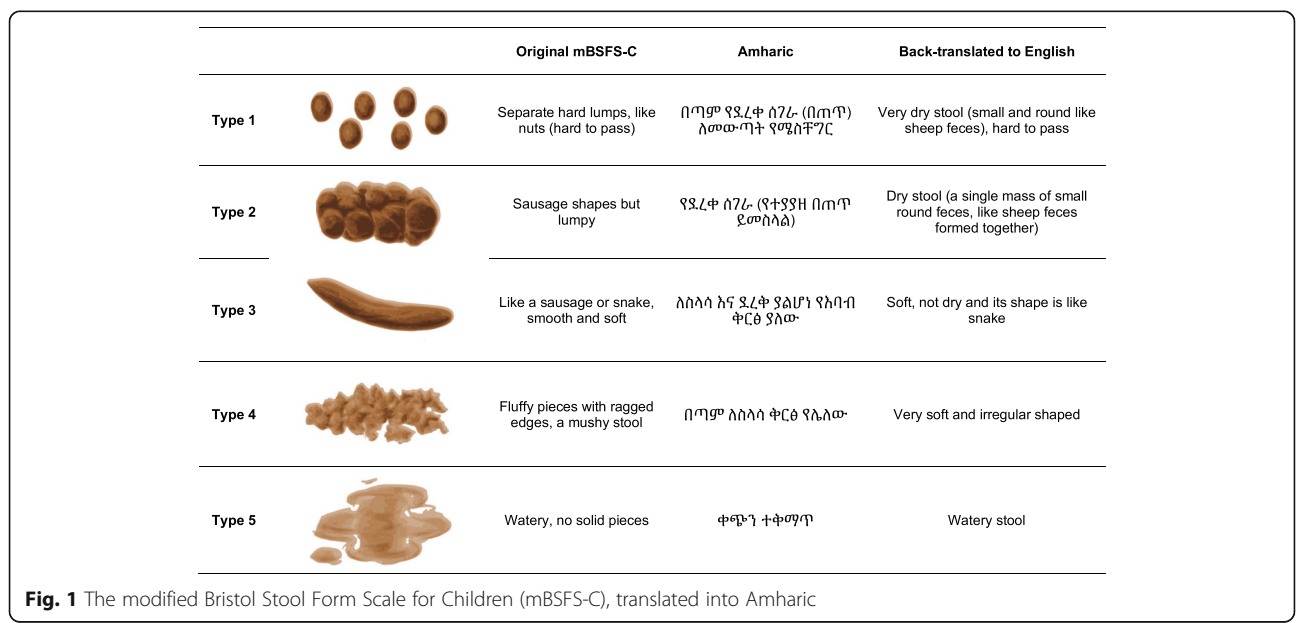 Original mBSFS-C Amharic Back-translated to English
Type 1
Separate hard lumps, like
nuts (hard to pass)
በጣም የደረቀ ሰገራ (በጠጥ)
ለመውጣት የሚስቸግር
Very dry stool (small and round like
sheep feces), hard to pass
Type 2
Sausage shapes but
lumpy
የደረቀ ሰገራ (የተያያዘ በጠጥ
ይመስላል)
Dry stool (a single mass of small
round feces, like sheep feces
formed together)
Type 3
Like a sausage or snake,
smooth and soft
ለስላሳ እና ደረቅ ያልሆነ የእባብ
ቅርፅ ያለው
Soft, not dry and its shape is like
snake
Type 4
Fluffy pieces with ragged
edges, a mushy stool
በጣም ለስላሳ ቅርፅ የሌለው
Very soft and irregular shaped
Type 5
Watery, no solid pieces
ቀጭን ተቅማጥ
Watery stool
Fig. 1 The modified Bristol Stool Form Scale for Children (mBSFS-C), translated into Amharic